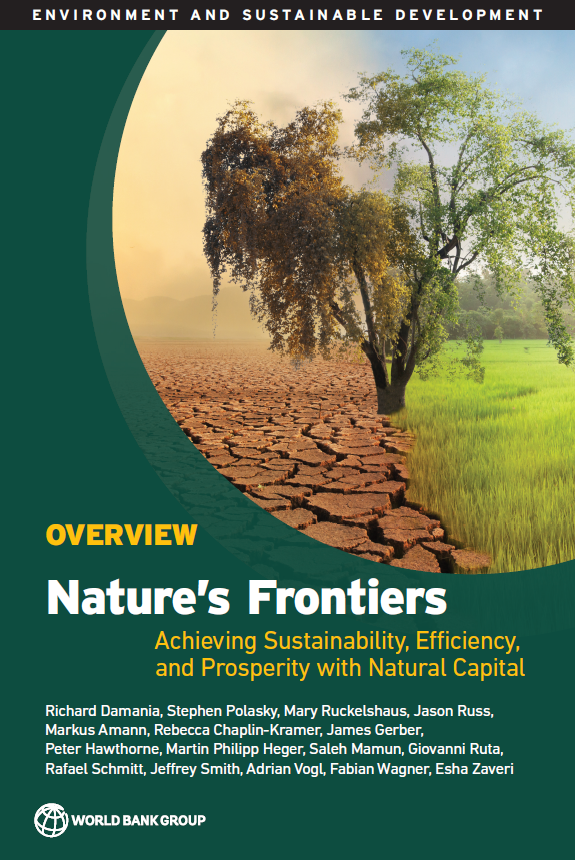 ENVIRONMENT AND SUSTAINABLE DEVELOPMENT
OVERVIEW
Nature's Frontiers
Achieving Sustainability, Efficiency,
and Prosperity with Natural Capital
Richard Damania, Stephen Polasky, Mary Ruckelshaus, Jason Russ,
Markus Amann, Rebecca Chaplin-Kramer, James Gerber,
Peter Hawthorne, Martin Philipp Heger, Saleh Mamun, Giovanni Ruta,
Rafael Schmitt, Jeffrey Smith, Adrian Vogl, Fabian Wagner, Esha Zaveri
WORLD BANK GROUP